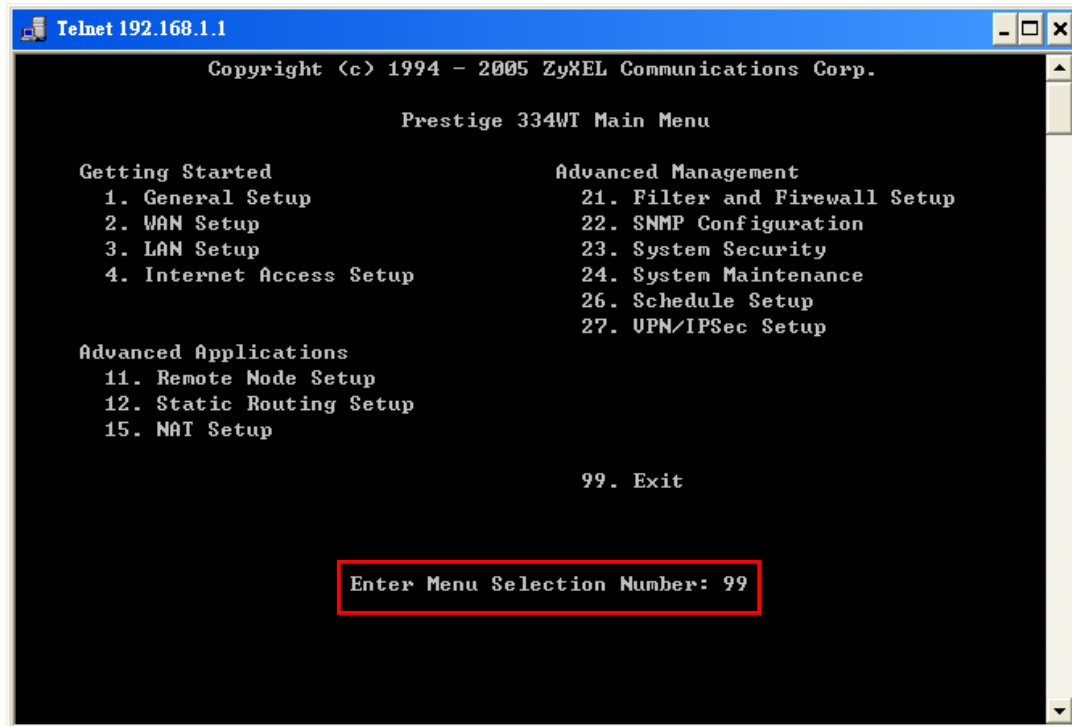 Telnet 192.168.1.1
Copyright (c) 1994 - 2005 ZyXEL Communications Corp.
Prestige 334WT Main Menu
Getting Started
1. General Setup
2. WAN Setup
3. LAN Setup
4. Internet Access Setup
Advanced Applications
11. Remote Node Setup
12. Static Routing Setup
15. NAT Setup
Advanced Management
21. Filter and Firewall Setup
22. SNMP Configuration
23. System Security
24. System Maintenance
26. Schedule Setup
27. VPN/IPSec Setup
99. Exit
Enter Menu Selection Number: 99